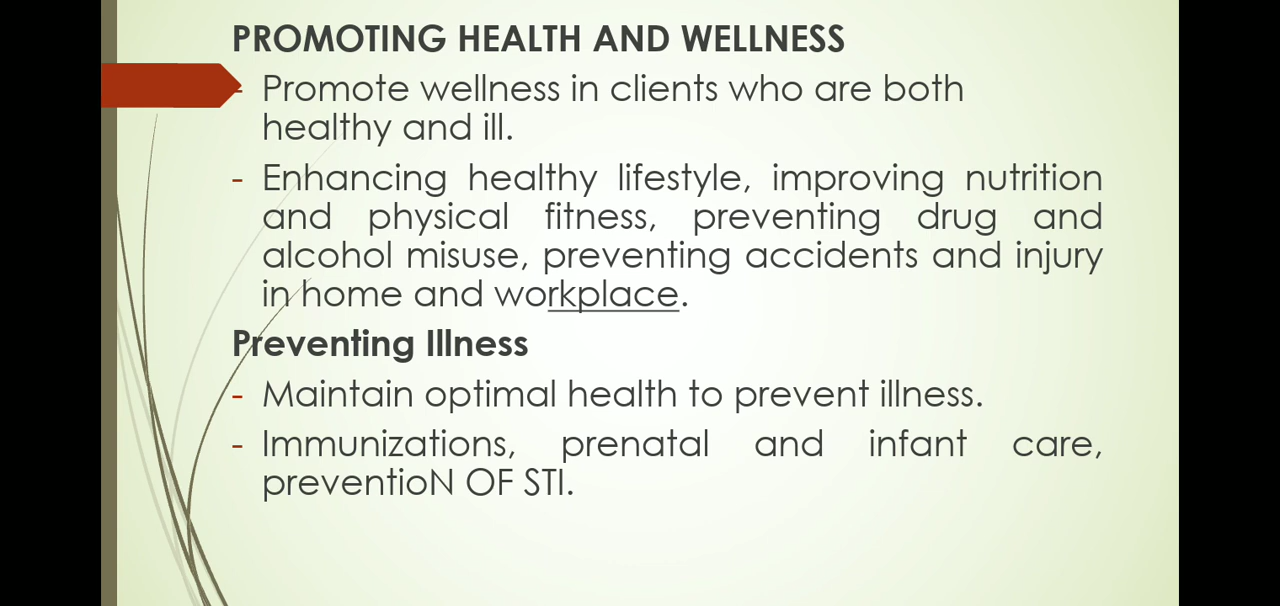 PROMOTING HEALTH AND WELLNESS
- Promote wellness in clients who are both
healthy and ill.
- Enhancing healthy lifestyle, improving nutrition
and physical fitness, preventing drug and
alcohol misuse, preventing accidents and injury
in home and workplace.
Preventing Illness
- Maintain optimal health to prevent illness.
- Immunizations, prenatal and infant care,
preventioN OF STI.